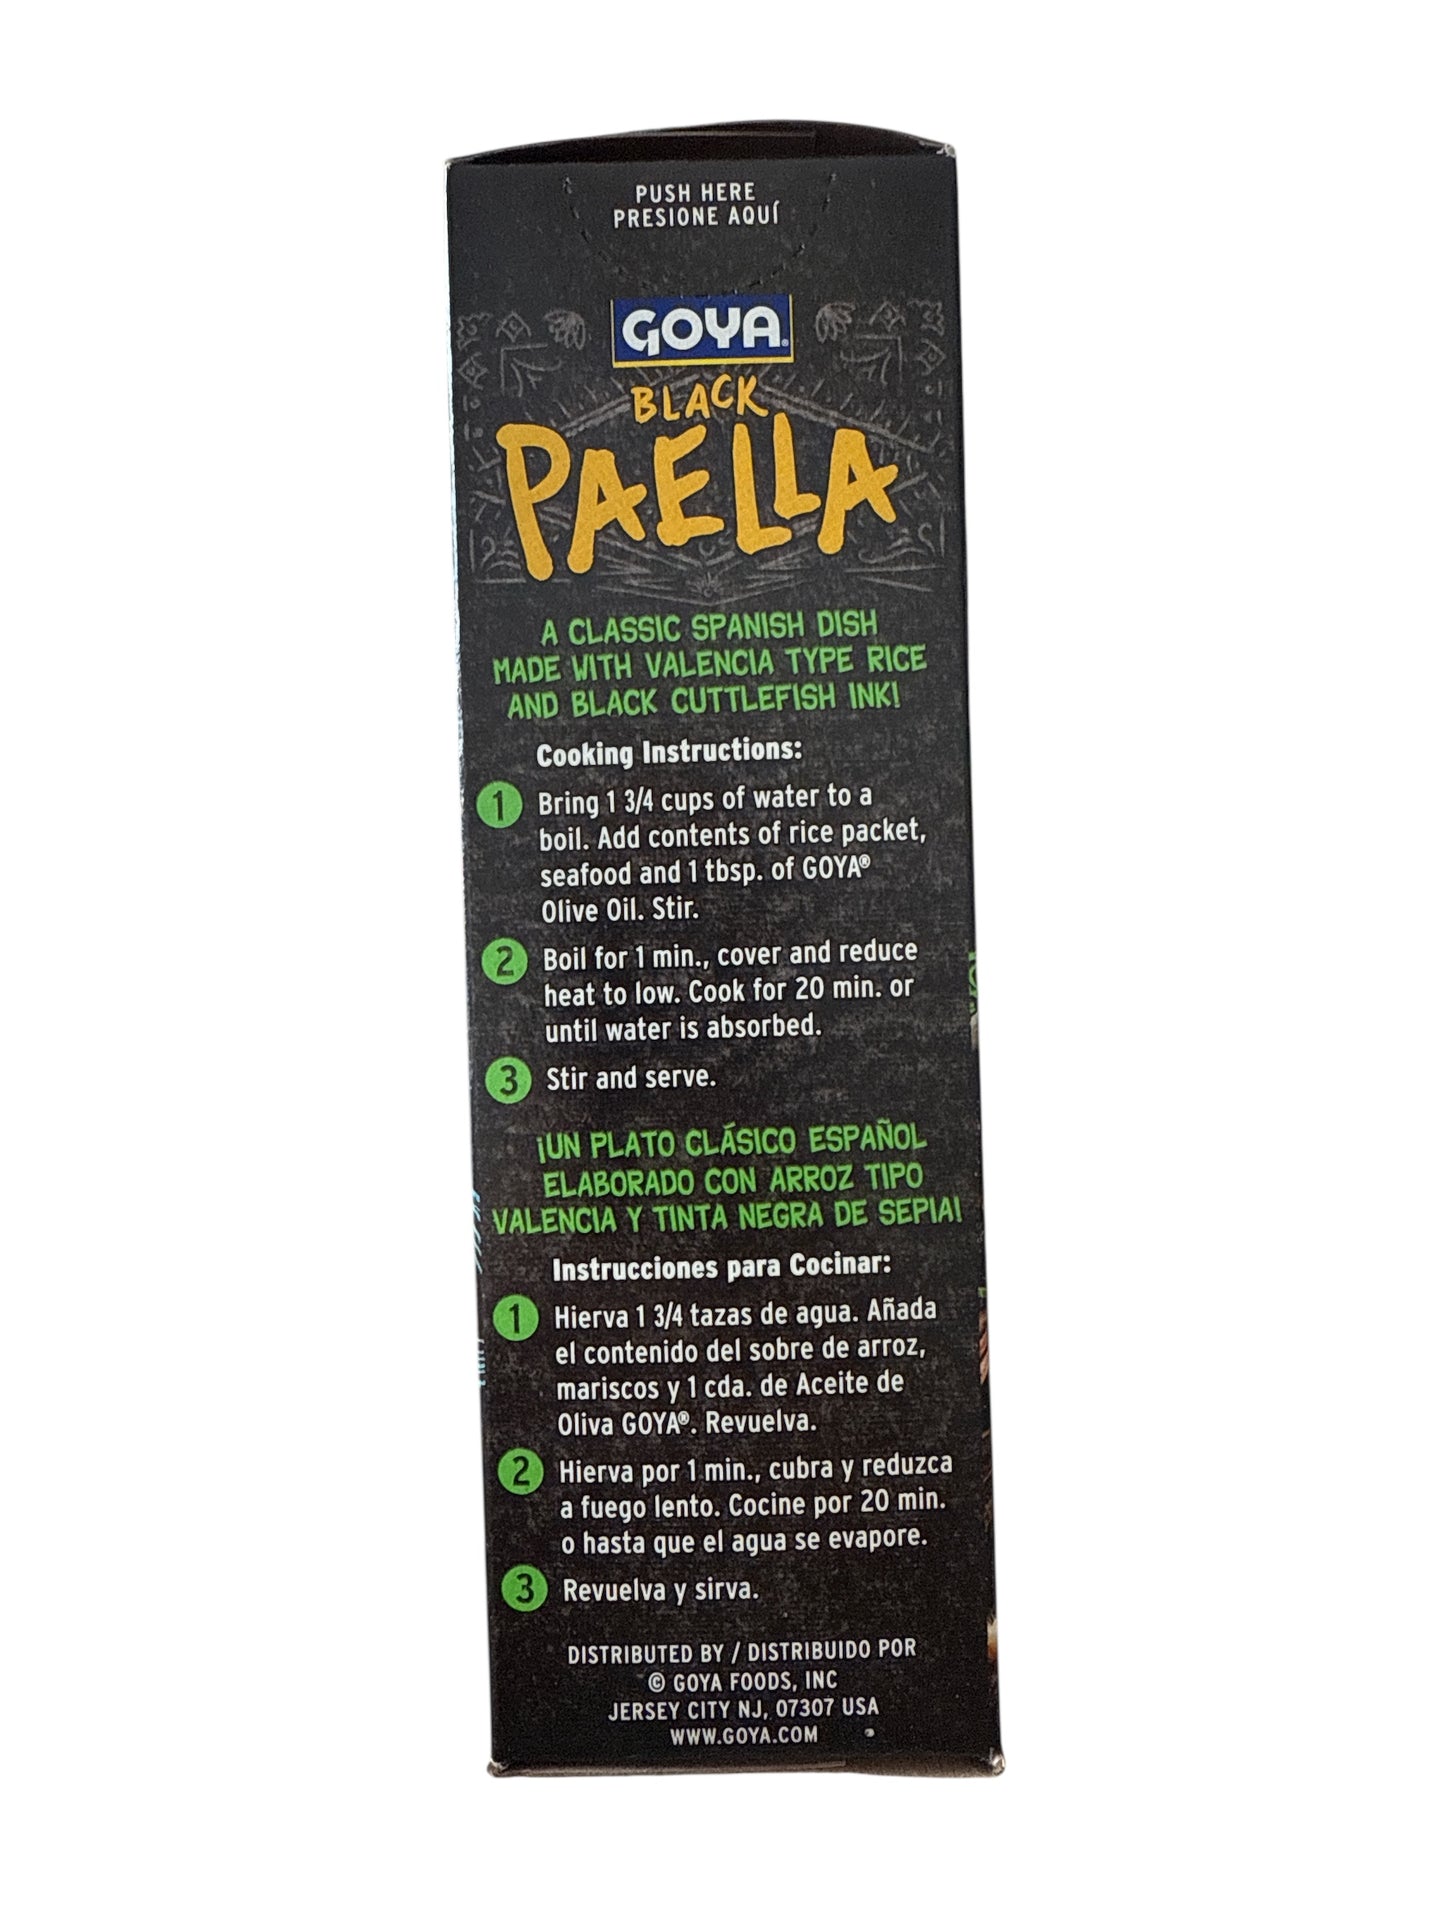 PUSH HERE
PRESIONE AQUÍ
GOYA®
BLACK
PAELLA
A CLASSIC SPANISH DISH
MADE WITH VALENCIA TYPE RICE
AND BLACK CUTTLEFISH INK!
Cooking Instructions:
1 Bring 1 3/4 cups of water to a
boil. Add contents of rice packet,
seafood and 1 tbsp. of GOYA®
Olive Oil. Stir.
2 Boil for 1 min., cover and reduce
heat to low. Cook for 20 min. or
until water is absorbed.
3 Stir and serve.
¡UN PLATO CLÁSICO ESPAÑOL
ELABORADO CON ARROZ TIPO
VALENCIA Y TINTA NEGRA DE SEPIA!
Instrucciones para Cocinar:
1 Hierva 1 3/4 tazas de agua. Añada
el contenido del sobre de arroz,
mariscos y 1 cda. de Aceite de
Oliva GOYA®. Revuelva.
2 Hierva por 1 min., cubra y reduzca
a fuego lento. Cocine por 20 min.
o hasta que el agua se evapore.
3 Revuelva y sirva.
DISTRIBUTED BY / DISTRIBUIDO POR
© GOYA FOODS, INC
JERSEY CITY NJ, 07307 USA
WWW.GOYA.COM